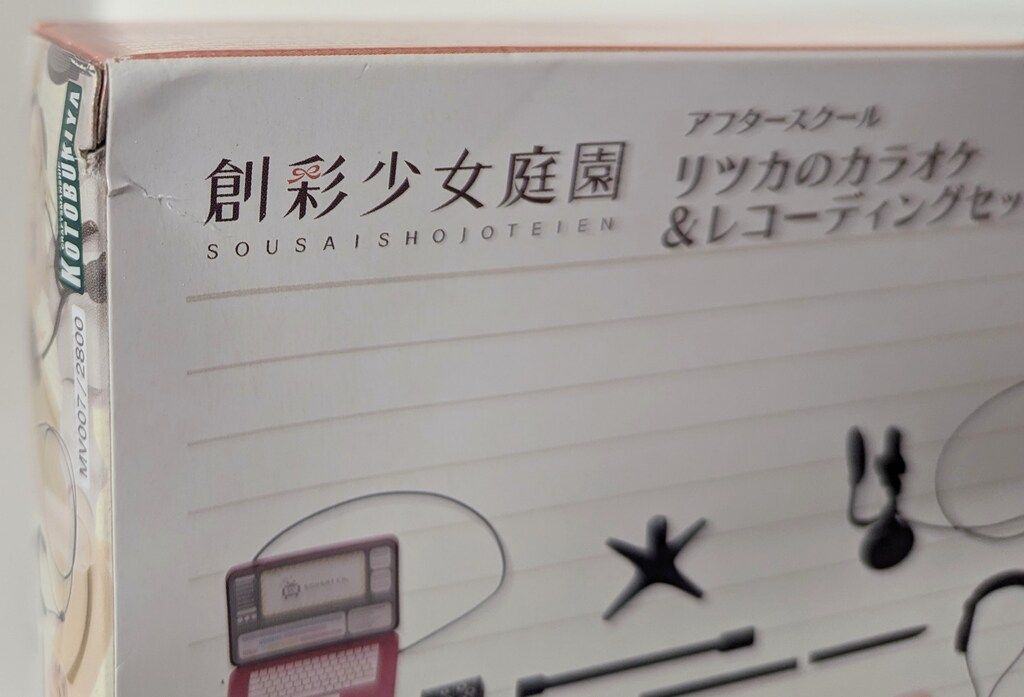 創彩少女庭園
SOUSAISHOJOTEIEN
アフタースクール
リツカのカラオケ
&レコーディングセッ
KOTOBUKIYA
MV007/2800